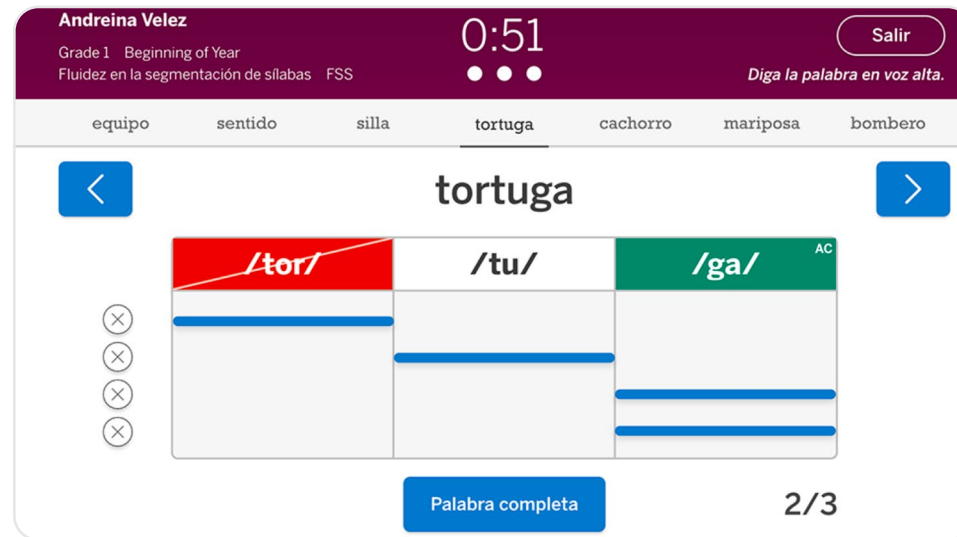 Andreina Velez
Grade 1 Beginning of Year
Fluidez en la segmentación de sílabas FSS
0:51
Salir
Diga la palabra en voz alta.
equipo sentido silla tortuga cachorro mariposa bombero
tortuga
/tor/ /tu/ /ga/ AC
Palabra completa
2/3